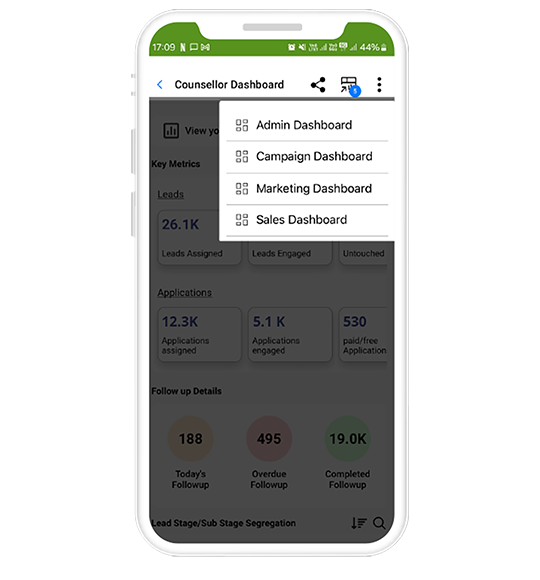 17:09
44%
Counsellor Dashboard
Admin Dashboard
Campaign Dashboard
Marketing Dashboard
Sales Dashboard
View yo
Key Metrics
Leads
26.1K
Leads Assigned
Leads Engaged
Untouched
Applications
12.3K
5.1 K
530
Applications
assigned
Applications
engaged
paid/free
Application
Follow up Details
188
495
19.0K
Today's
Followup
Overdue
Followup
Completed
Followup
Lead Stage/Sub Stage Segregation